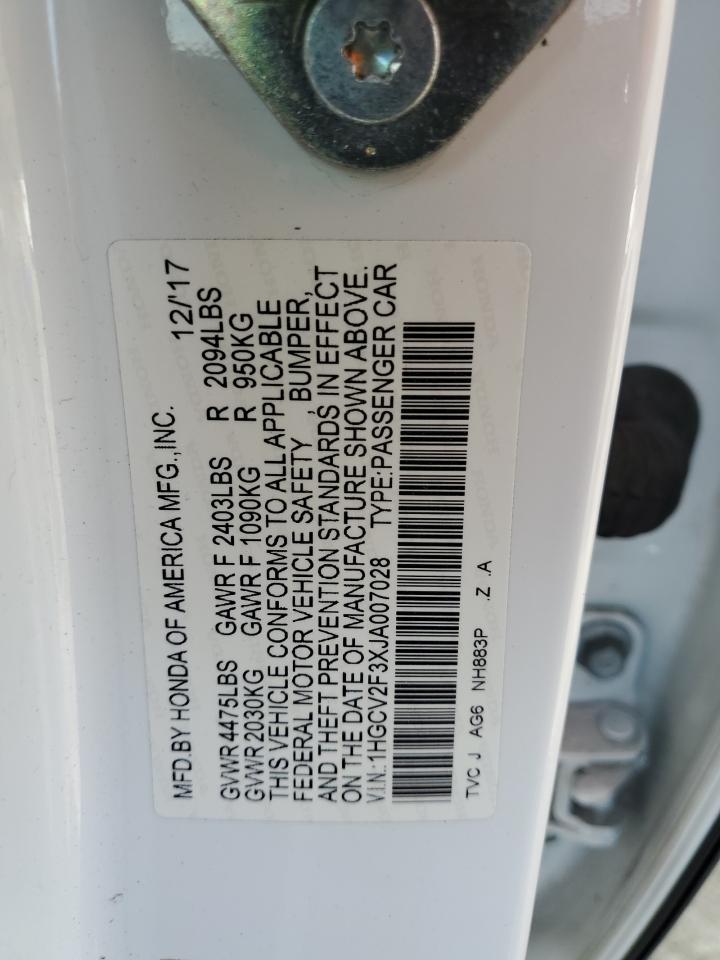 MFD.BY HONDA OF AMERICA MFG.,INC. 12/'17
GVWR 4475LBS GAWR F 2403LBS R 2094LBS
GVWR 2030KG GAWR F 1090KG R 950KG
THIS VEHICLE CONFORMS TO ALL APPLICABLE
FEDERAL MOTOR VEHICLE SAFETY , BUMPER,
AND THEFT PREVENTION STANDARDS IN EFFECT
ON THE DATE OF MANUFACTURE SHOWN ABOVE.
V.I.N.:1HGCV2F3XJA007028 TYPE:PASSENGER CAR
TVC J AG6 NH883P .Z .A